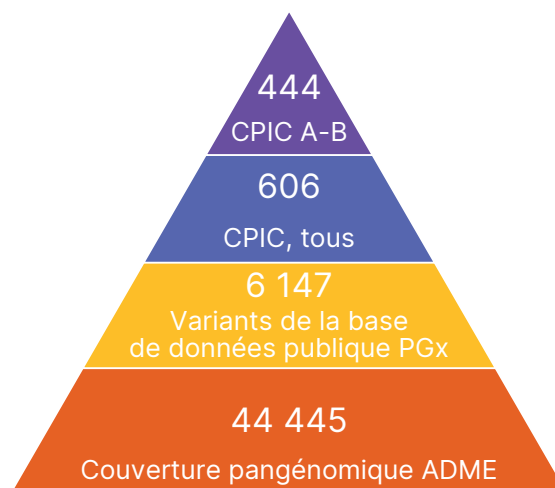 444
CPIC A-B
606
CPIC, tous
6 147
Variants de la base
de données publique PGx
44 445
Couverture pangénomique ADME